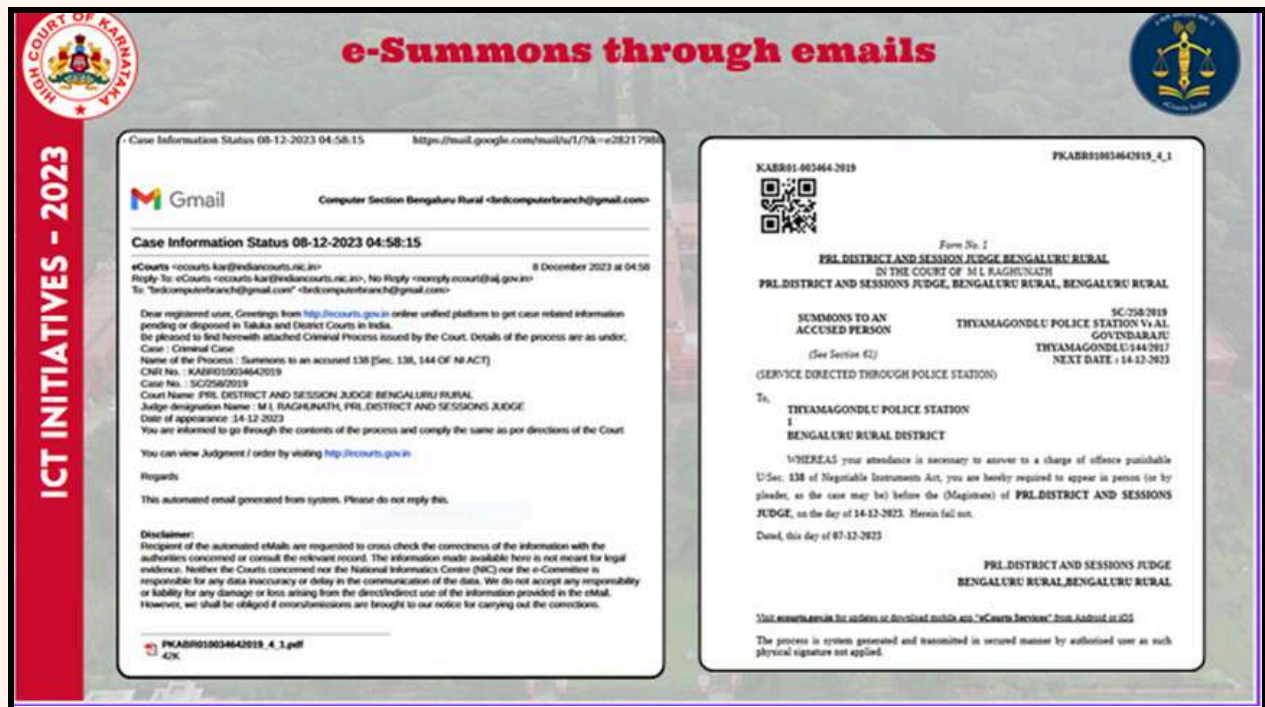 HIGH COURT OF KARNATAKA
e-Summons through emails
eCourts India
ICT INITIATIVES - 2023
Case Information Status 08-12-2023 04:58:15 https://mail.google.com/mail/u/1/?ik=e2821798
Gmail
Computer Section Bengaluru Rural <brdcomputerbranch@gmail.com>
Case Information Status 08-12-2023 04:58:15
eCourts <ecourts-kar@indiancourts.nic.in> 8 December 2023 at 04:58
Reply-To: eCourts <ecourts-kar@indiancourts.nic.in>, No Reply <noreply.ecourt@aij.gov.in>
To: "brdcomputerbranch@gmail.com" <brdcomputerbranch@gmail.com>
Dear registered user, Greetings from http://ecourts.gov.in online unified platform to get case related information
pending or disposed in Taluka and District Courts in India.
Be pleased to find herewith attached Criminal Process issued by the Court. Details of the process are as under,
Case : Criminal Case
Name of the Process : Summons to an accused 138 [Sec. 138, 144 OF NI ACT]
CNR No. : KABR010034642019
Case No. : SC/258/2019
Court Name :PRL DISTRICT AND SESSION JUDGE BENGALURU RURAL
Judge designation Name : M L RAGHUNATH, PRL.DISTRICT AND SESSIONS JUDGE
Date of appearance :14-12-2023
You are informed to go through the contents of the process and comply the same as per directions of the Court
You can view Judgment / order by visiting http://ecourts.gov.in
Regards
This automated email generated from system. Please do not reply this.
Disclaimer:
Recipient of the automated eMails are requested to cross check the correctness of the information with the
authorities concerned or consult the relevant record. The information made available here is not meant for legal
evidence. Neither the Courts concerned nor the National Informatics Centre (NIC) nor the e-Committee is
responsible for any data inaccuracy or delay in the communication of the data. We do not accept any responsibility
or liability for any damage or loss arising from the direct/indirect use of the information provided in the eMail.
However, we shall be obliged if errors/omissions are brought to our notice for carrying out the corrections.
PKABR010034642019_4_1.pdf
42K
PKABR010034642019_4_1
KABR01-003464-2019
Form No. 1
PRL DISTRICT AND SESSION JUDGE BENGALURU RURAL
IN THE COURT OF M L RAGHUNATH
PRL.DISTRICT AND SESSIONS JUDGE, BENGALURU RURAL, BENGALURU RURAL
SUMMONS TO AN
ACCUSED PERSON
(See Section 61)
SC/258/2019
THYAMAGONDLU POLICE STATION Vs A1.
GOVINDARAJU
THYAMAGONDLU/144/2017
NEXT DATE : 14-12-2023
(SERVICE DIRECTED THROUGH POLICE STATION)
To,
THYAMAGONDLU POLICE STATION
1
BENGALURU RURAL DISTRICT
WHEREAS your attendance is necessary to answer to a charge of offence punishable
U/Sec. 138 of Negotiable Instruments Act, you are hereby required to appear in person (or by
pleader, as the case may be) before the (Magistrate) of PRL.DISTRICT AND SESSIONS
JUDGE, on the day of 14-12-2023. Herein fail not.
Dated, this day of 07-12-2023
PRL.DISTRICT AND SESSIONS JUDGE
BENGALURU RURAL,BENGALURU RURAL
Visit ecourts.gov.in for updates or download mobile app "eCourts Services" from Android or iOS
The process is system generated and transmitted in secured manner by authorised user as such
physical signature not applied.